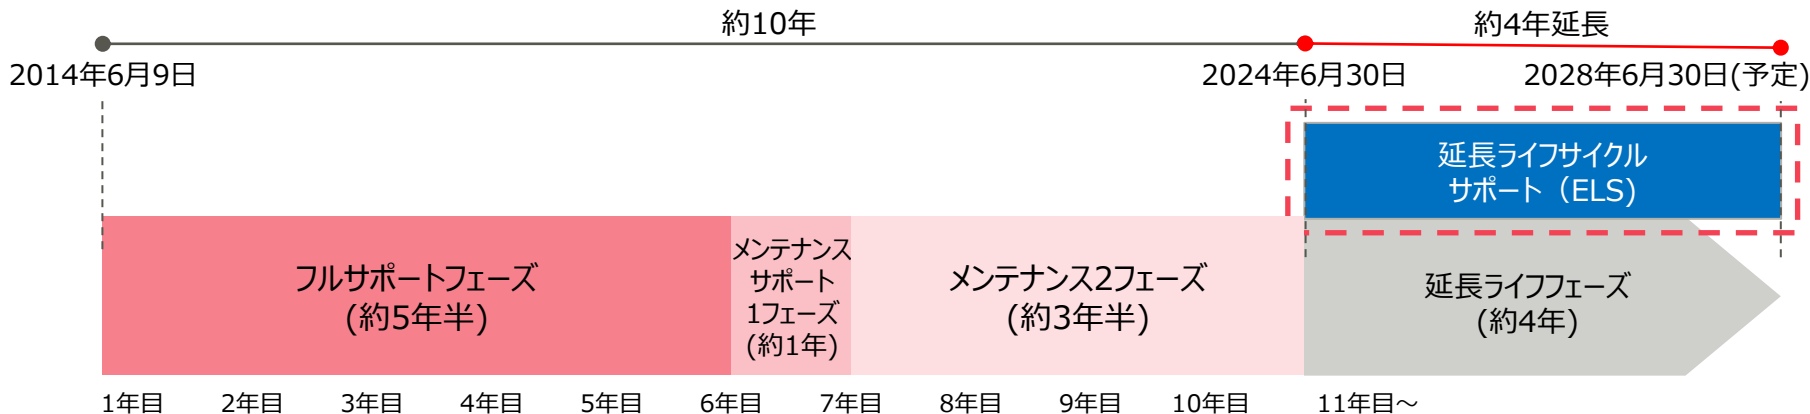 約10年
約4年延長
2014年6月9日
2024年6月30日
2028年6月30日(予定)
延長ライフサイクル
サポート（ELS)
フルサポートフェーズ
(約5年半)
メンテナンス
サポート
1フェーズ
(約1年)
メンテナンス2フェーズ
(約3年半)
延長ライフフェーズ
(約4年)
1年目
2年目
3年目
4年目
5年目
6年目
7年目
8年目
9年目
10年目
11年目～